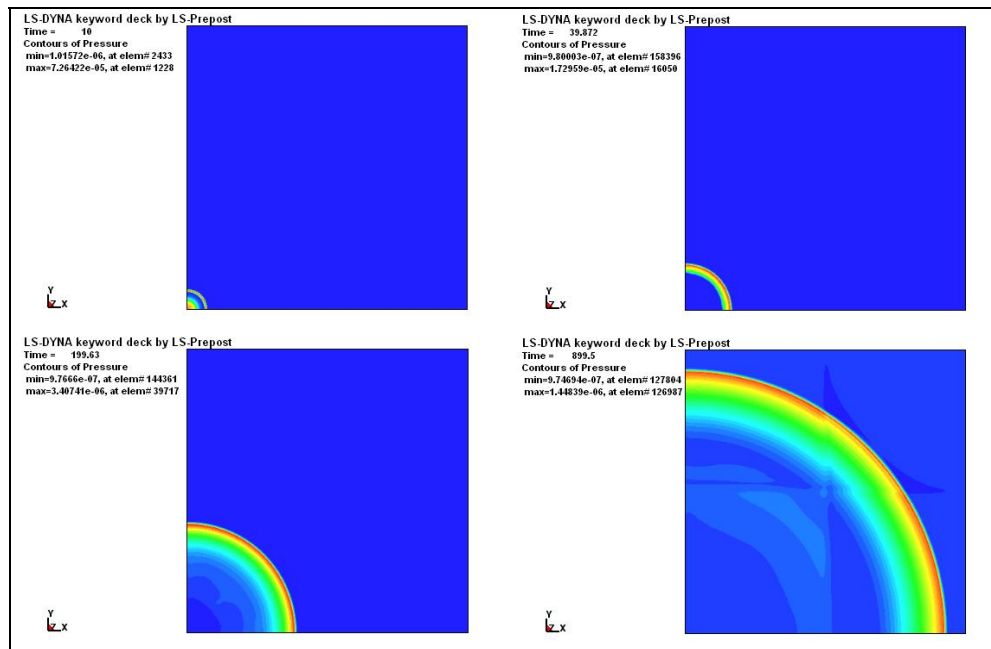 LS-DYNA keyword deck by LS-Prepost
Time = 10
Contours of Pressure
min=1.01572e-06, at elem# 2433
max=7.26422e-05, at elem# 1228
Y
Z X
LS-DYNA keyword deck by LS-Prepost
Time = 39.872
Contours of Pressure
min=9.80003e-07, at elem# 158396
max=1.72959e-05, at elem# 16050
Y
Z X
LS-DYNA keyword deck by LS-Prepost
Time = 199.63
Contours of Pressure
min=9.7666e-07, at elem# 144361
max=3.40741e-06, at elem# 39717
Y
Z X
LS-DYNA keyword deck by LS-Prepost
Time = 899.5
Contours of Pressure
min=9.74694e-07, at elem# 127804
max=1.44839e-06, at elem# 126987
Y
Z X